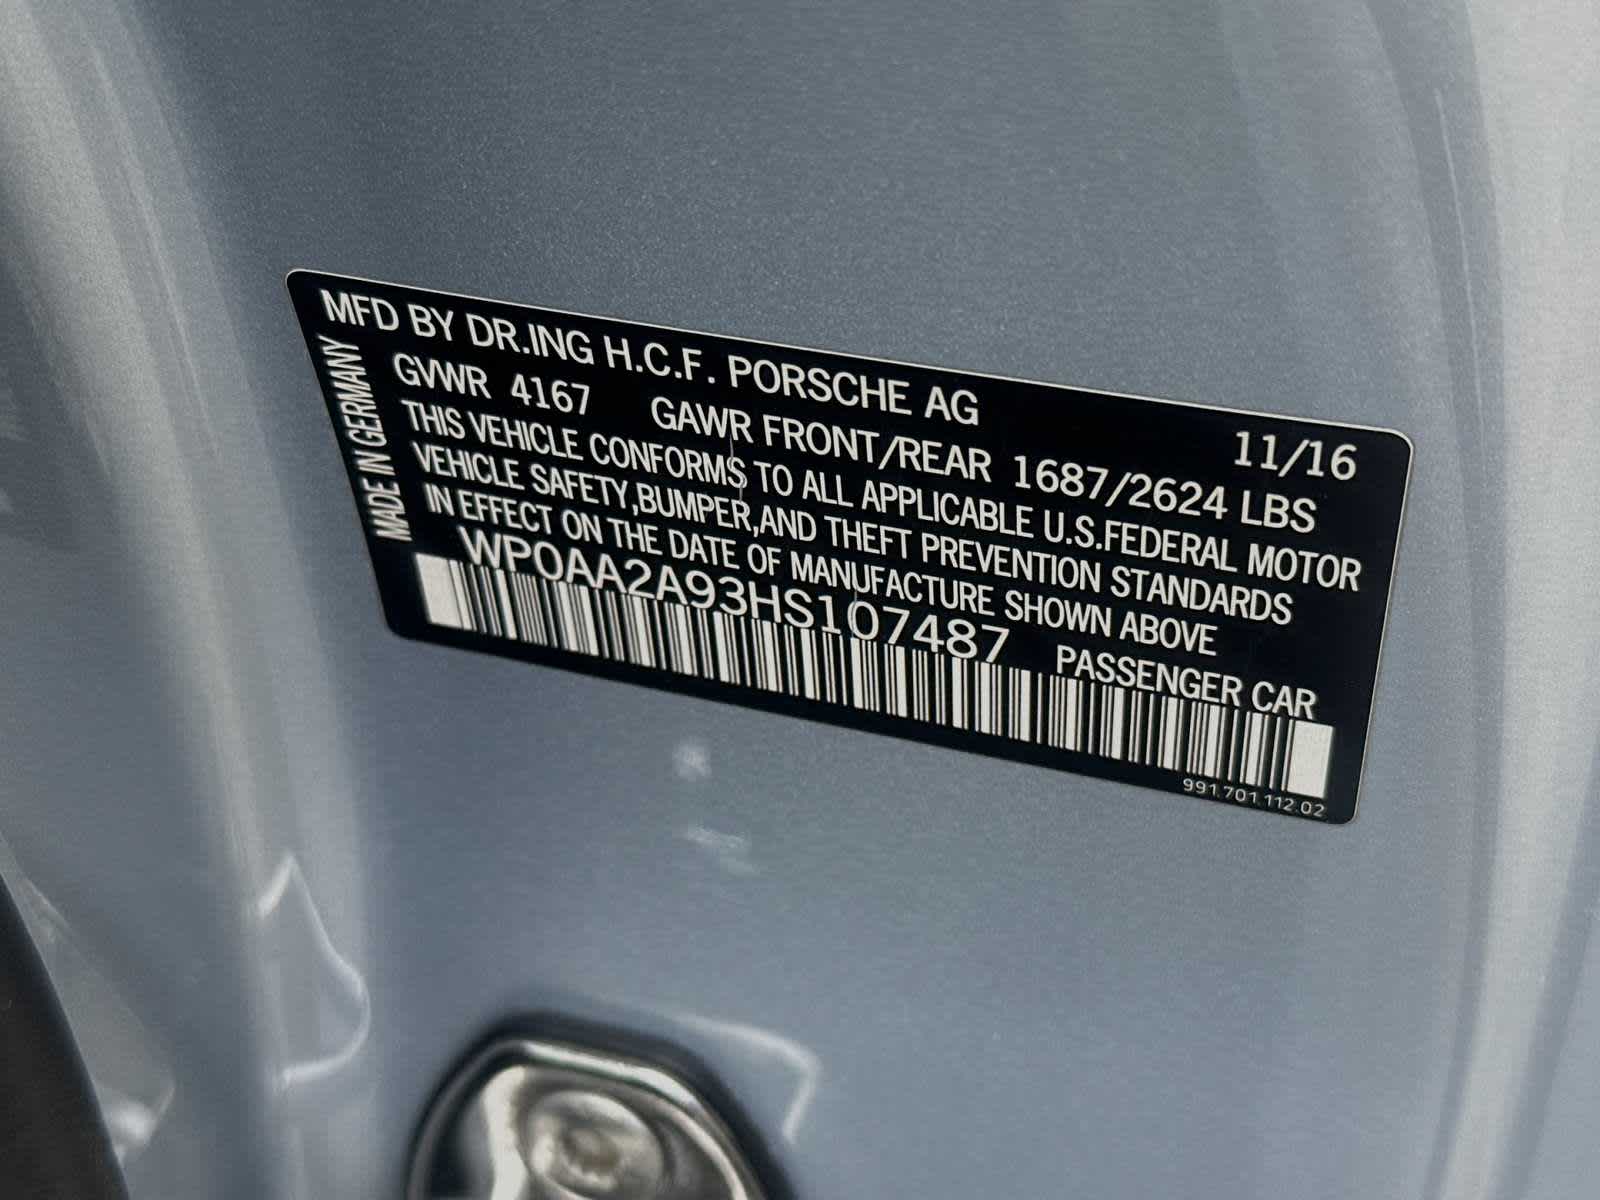 MFD BY DR.ING H.C.F. PORSCHE AG
11/16
GVWR 4167 GAWR FRONT/REAR 1687/2624 LBS
THIS VEHICLE CONFORMS TO ALL APPLICABLE U.S.FEDERAL MOTOR
VEHICLE SAFETY,BUMPER,AND THEFT PREVENTION STANDARDS
IN EFFECT ON THE DATE OF MANUFACTURE SHOWN ABOVE
WP0AA2A93HS107487
PASSENGER CAR
991.701.112.02
MADE IN GERMANY